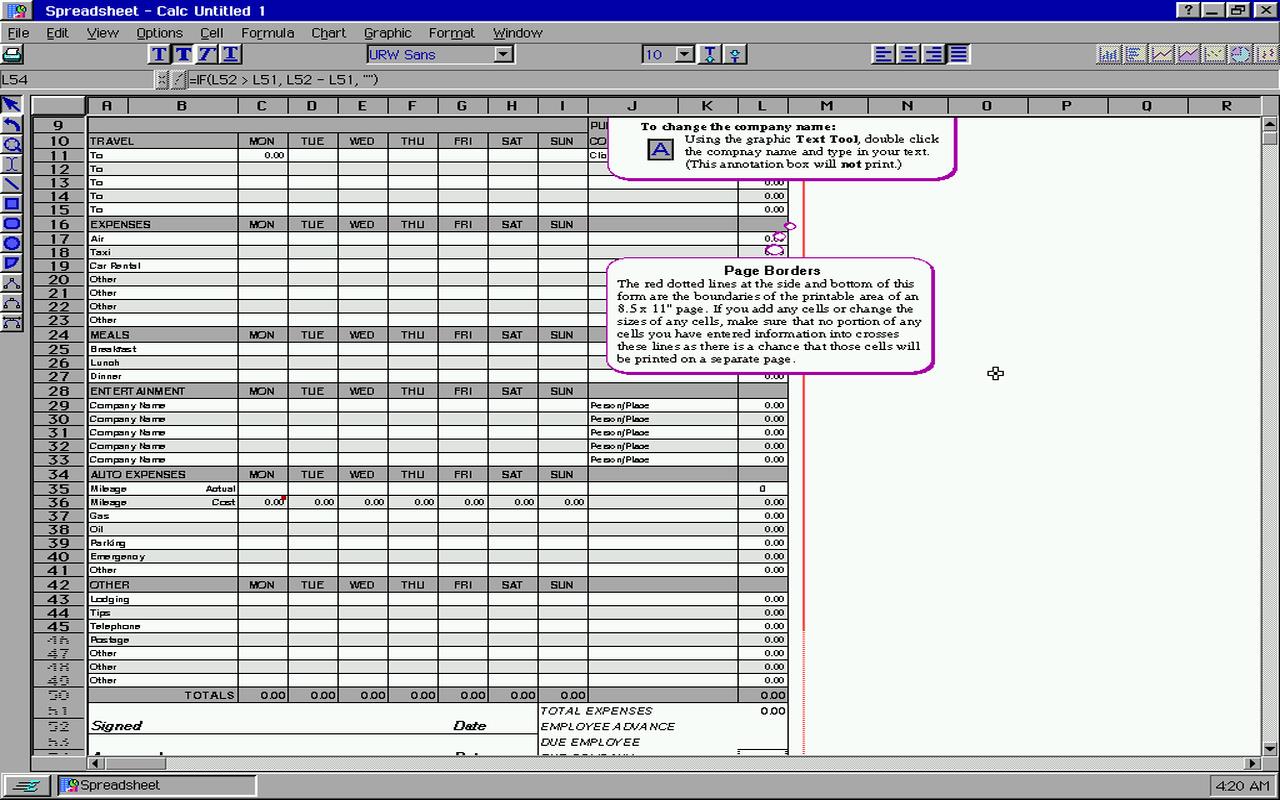 Spreadsheet - Calc Untitled 1
File Edit View Options Cell Formula Chart Graphic Format Window
URW Sans 10
L54 =IF(L52 > L51, L52 - L51, "")
A B C D E F G H I J K L M N O P Q R
9
10 TRAVEL MON TUE WED THU FRI SAT SUN
11 To 0.00
12 To
13 To 0.00
14 To 0.00
15 To 0.00
To change the company name:
A Using the graphic Text Tool, double click
the compnay name and type in your text.
(This annotation box will not print.)
16 EXPENSES MON TUE WED THU FRI SAT SUN
17 Air
18 Taxi
19 Car Rental
20 Other
21 Other
22 Other
23 Other
24 MEALS MON TUE WED THU FRI SAT SUN
25 Breakfast
26 Lunch
27 Dinner 0.00
Page Borders
The red dotted lines at the side and bottom of this
form are the boundaries of the printable area of an
8.5 x 11" page. If you add any cells or change the
sizes of any cells, make sure that no portion of any
cells you have entered information into crosses
these lines as there is a chance that those cells will
be printed on a separate page.
28 ENTERTAINMENT MON TUE WED THU FRI SAT SUN
29 Company Name Person/Place 0.00
30 Company Name Person/Place 0.00
31 Company Name Person/Place 0.00
32 Company Name Person/Place 0.00
33 Company Name Person/Place 0.00
34 AUTO EXPENSES MON TUE WED THU FRI SAT SUN
35 Mileage Actual 0
36 Mileage Cost 0.00 0.00 0.00 0.00 0.00 0.00 0.00 0.00
37 Gas 0.00
38 Oil 0.00
39 Parking 0.00
40 Emergency 0.00
41 Other 0.00
42 OTHER MON TUE WED THU FRI SAT SUN
43 Lodging 0.00
44 Tips 0.00
45 Telephone 0.00
46 Postage 0.00
47 Other 0.00
48 Other 0.00
49 Other 0.00
50 TOTALS 0.00 0.00 0.00 0.00 0.00 0.00 0.00 0.00
51 TOTAL EXPENSES 0.00
52 Signed Date EMPLOYEE ADVANCE
53 DUE EMPLOYEE
Spreadsheet 4:20 AM